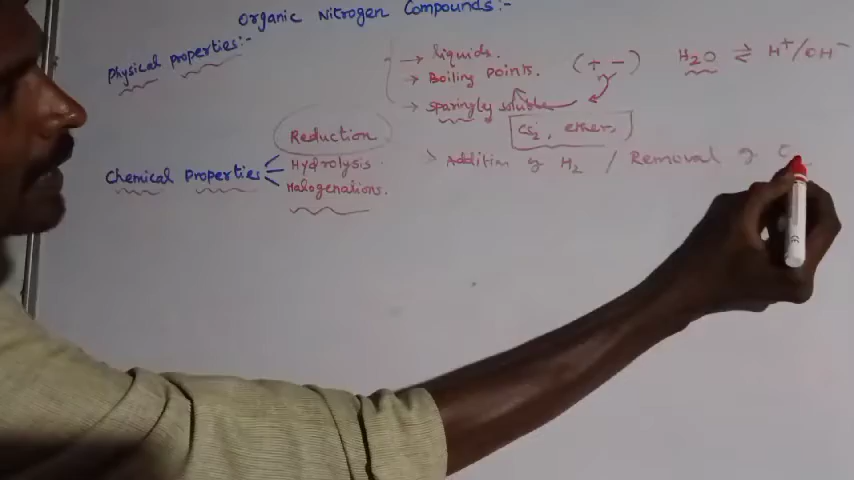 Organic Nitrogen Compounds:-
Physical properties:-
→ liquids.
→ Boiling points. (+ -) H2O ⇌ H+/OH-
→ sparingly soluble
CS2, ether,
Chemical properties
Reduction
Hydrolysis.
Halogenations.
> Addition of H2 / Removal of